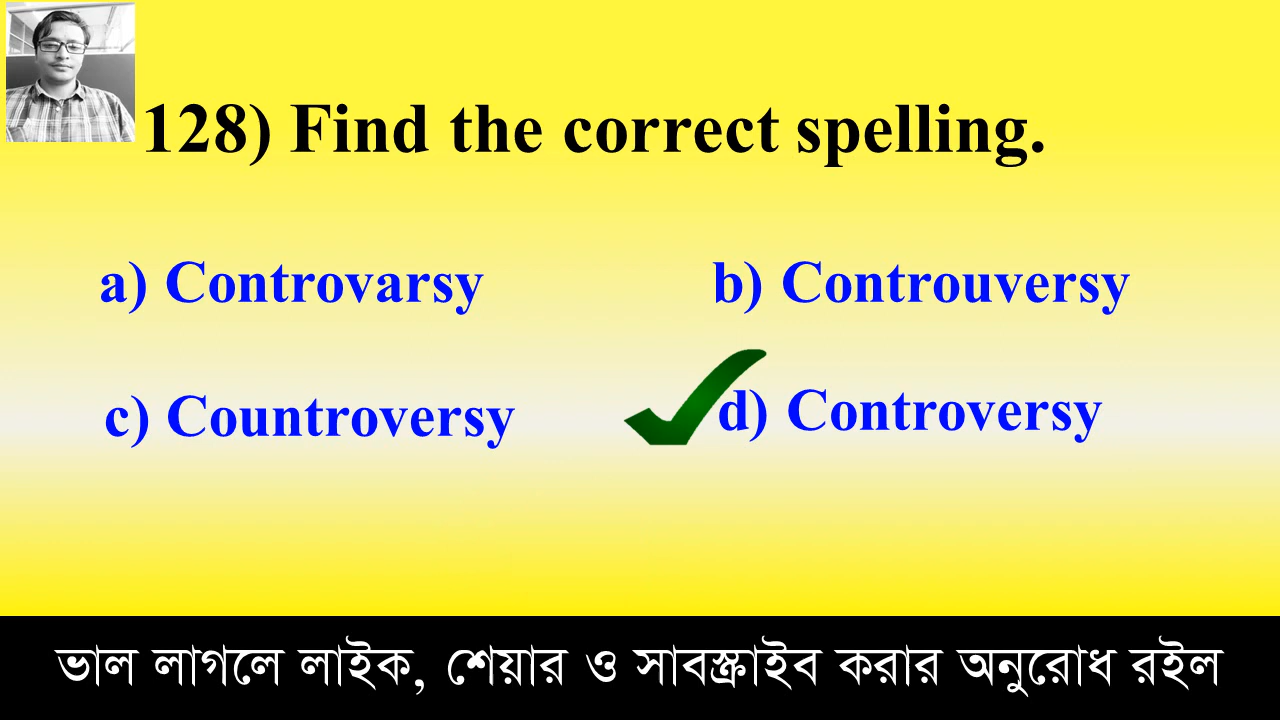 128) Find the correct spelling.
a) Controvarsy b) Controuversy
c) Countroversy d) Controversy
ভাল লাগলে লাইক, শেয়ার ও সাবস্ক্রাইব করার অনুরোধ রইল